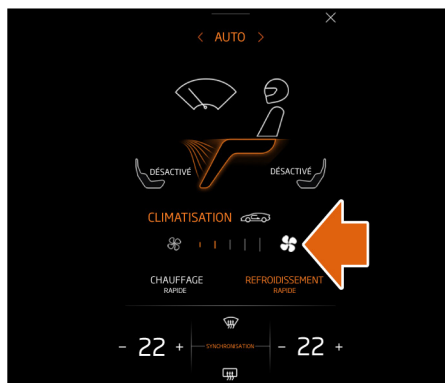 < AUTO >
DÉSACTIVÉ
DÉSACTIVÉ
CLIMATISATION
CHAUFFAGE
RAPIDE
REFROIDISSEMENT
RAPIDE
- 22 +
SYNCHRONISATION
- 22 +